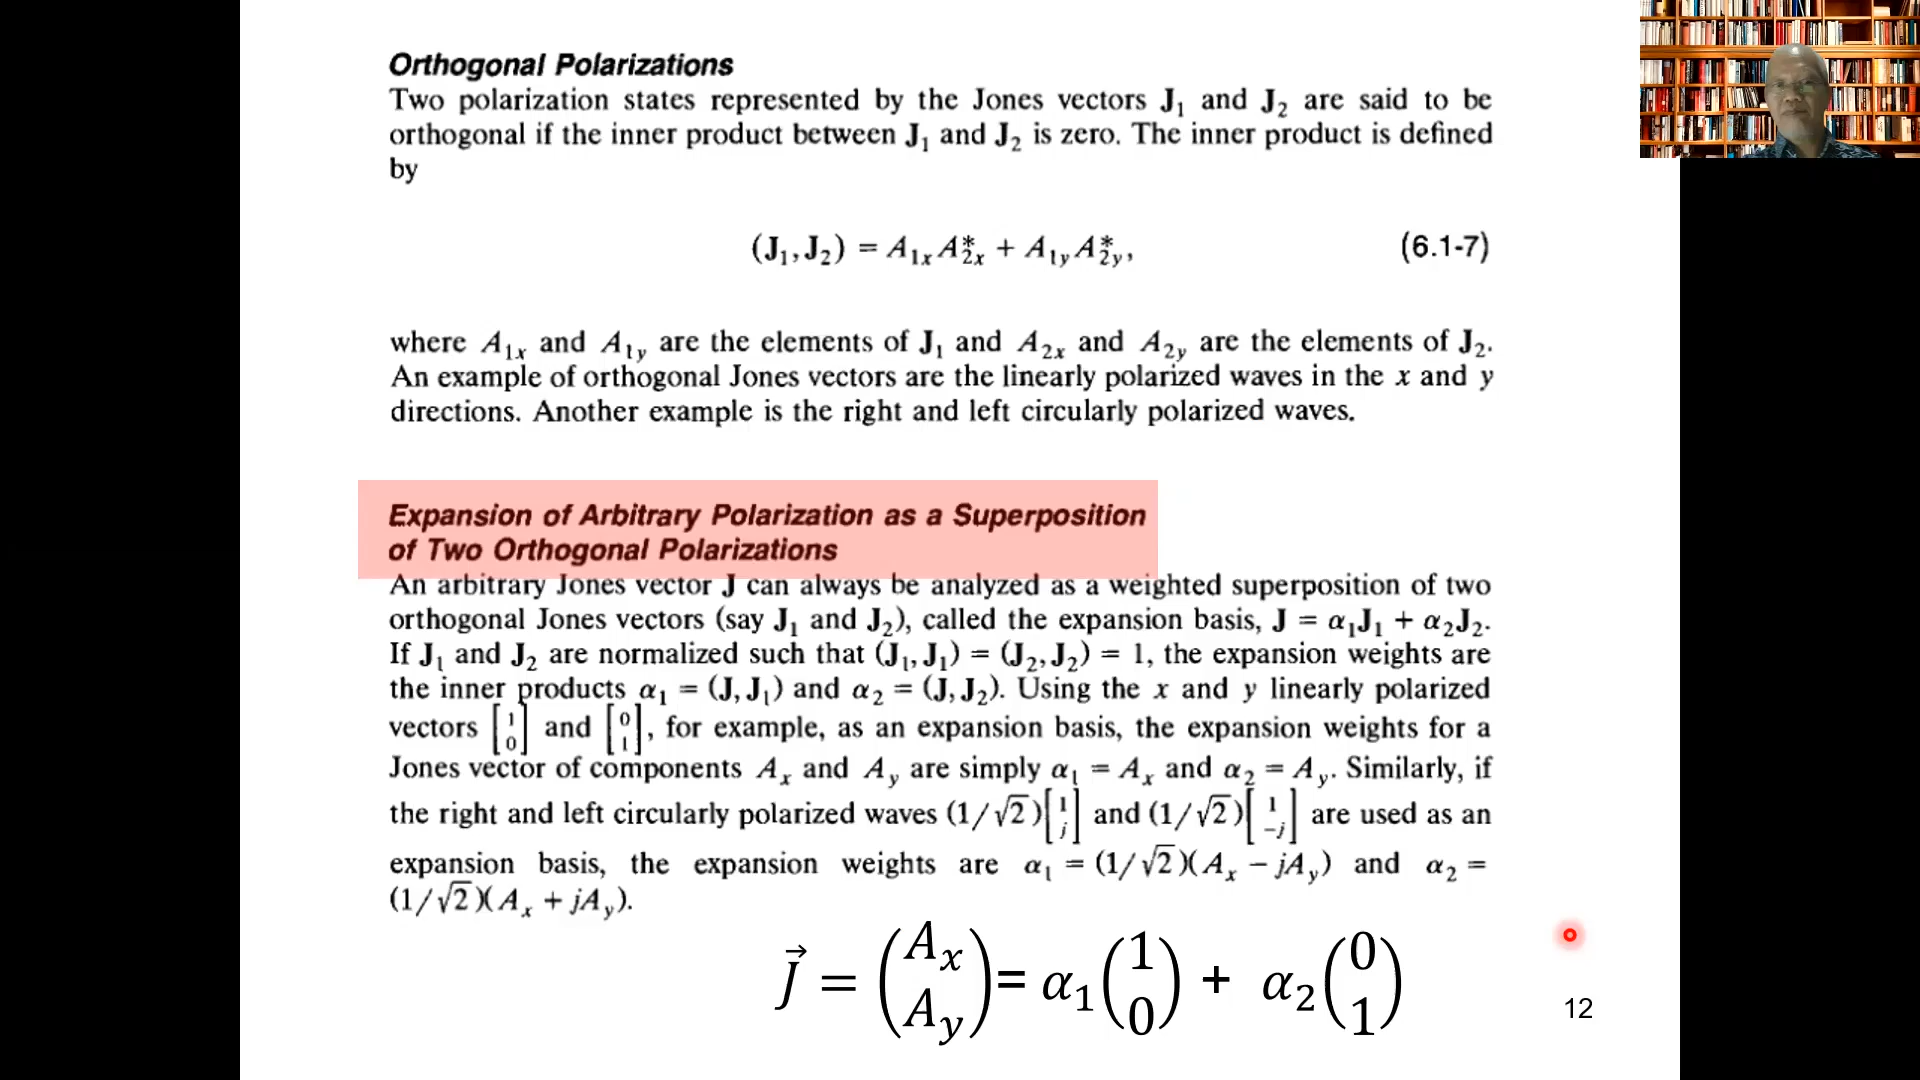 Orthogonal Polarizations
Two polarization states represented by the Jones vectors J₁ and J₂ are said to be
orthogonal if the inner product between J₁ and J₂ is zero. The inner product is defined
by
(J₁, J₂) = A₁ₓA*₂ₓ + A₁ᵧA*₂ᵧ, (6.1-7)
where A₁ₓ and A₁ᵧ are the elements of J₁ and A₂ₓ and A₂ᵧ are the elements of J₂.
An example of orthogonal Jones vectors are the linearly polarized waves in the x and y
directions. Another example is the right and left circularly polarized waves.
Expansion of Arbitrary Polarization as a Superposition
of Two Orthogonal Polarizations
An arbitrary Jones vector J can always be analyzed as a weighted superposition of two
orthogonal Jones vectors (say J₁ and J₂), called the expansion basis, J = α₁J₁ + α₂J₂.
If J₁ and J₂ are normalized such that (J₁, J₁) = (J₂, J₂) = 1, the expansion weights are
the inner products α₁ = (J, J₁) and α₂ = (J, J₂). Using the x and y linearly polarized
vectors [1 0] and [0 1], for example, as an expansion basis, the expansion weights for a
Jones vector of components Aₓ and Aᵧ are simply α₁ = Aₓ and α₂ = Aᵧ. Similarly, if
the right and left circularly polarized waves (1/√2)[1 j] and (1/√2)[1 -j] are used as an
expansion basis, the expansion weights are α₁ = (1/√2)(Aₓ − jAᵧ) and α₂ =
(1/√2)(Aₓ + jAᵧ).
J⃗ = (Aₓ Aᵧ) = α₁(1 0) + α₂(0 1)
12